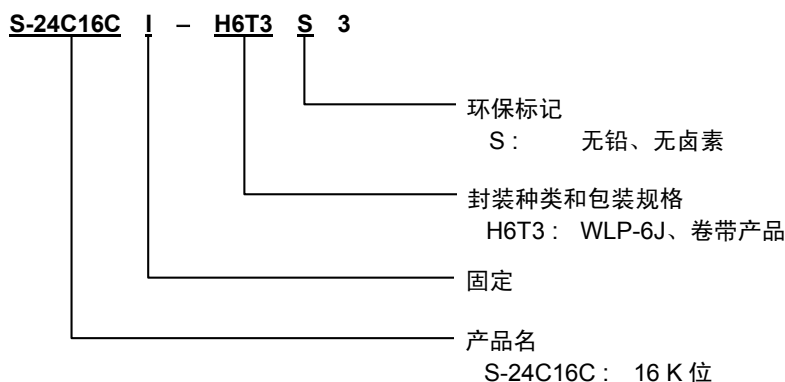 S-24C16C I – H6T3 S 3
环保标记
S : 无铅、无卤素
封装种类和包装规格
H6T3 : WLP-6J、卷带产品
固定
产品名
S-24C16C : 16 K 位